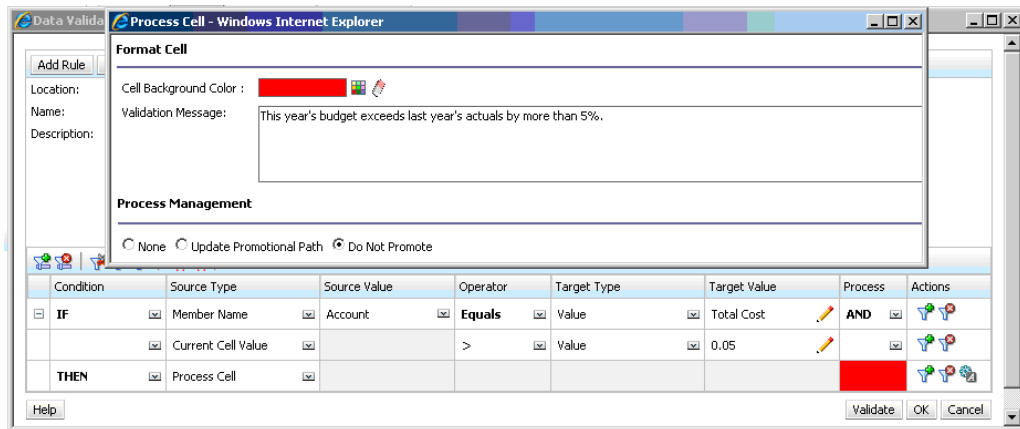 Data Valida
Process Cell - Windows Internet Explorer
Format Cell
Add Rule
Location:
Cell Background Color :
Name:
Validation Message:
This year's budget exceeds last year's actuals by more than 5%.
Description:
Process Management
None Update Promotional Path Do Not Promote
Condition Source Type Source Value Operator Target Type Target Value Process Actions
IF Member Name Account Equals Value Total Cost AND
Current Cell Value > Value 0.05
THEN Process Cell
Help Validate OK Cancel